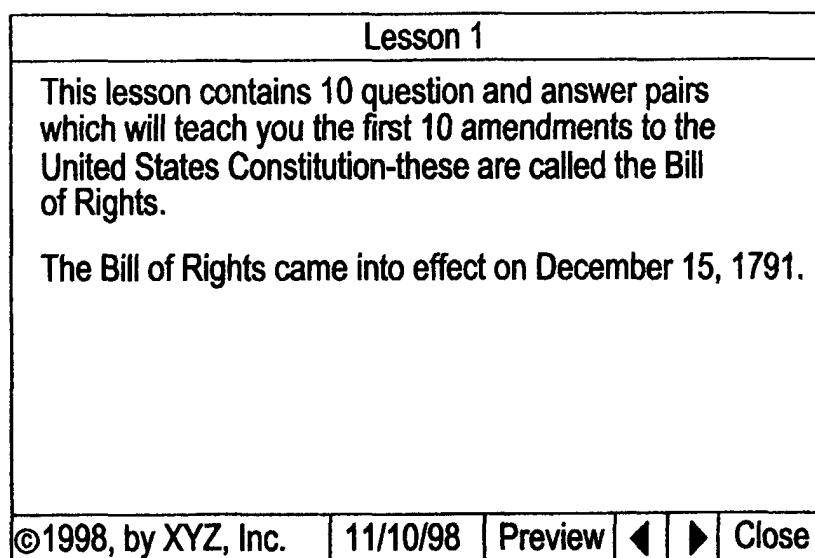 Lesson 1
This lesson contains 10 question and answer pairs
which will teach you the first 10 amendments to the
United States Constitution-these are called the Bill
of Rights.
The Bill of Rights came into effect on December 15, 1791.
©1998, by XYZ, Inc. 11/10/98 Preview ◀ ▶ Close